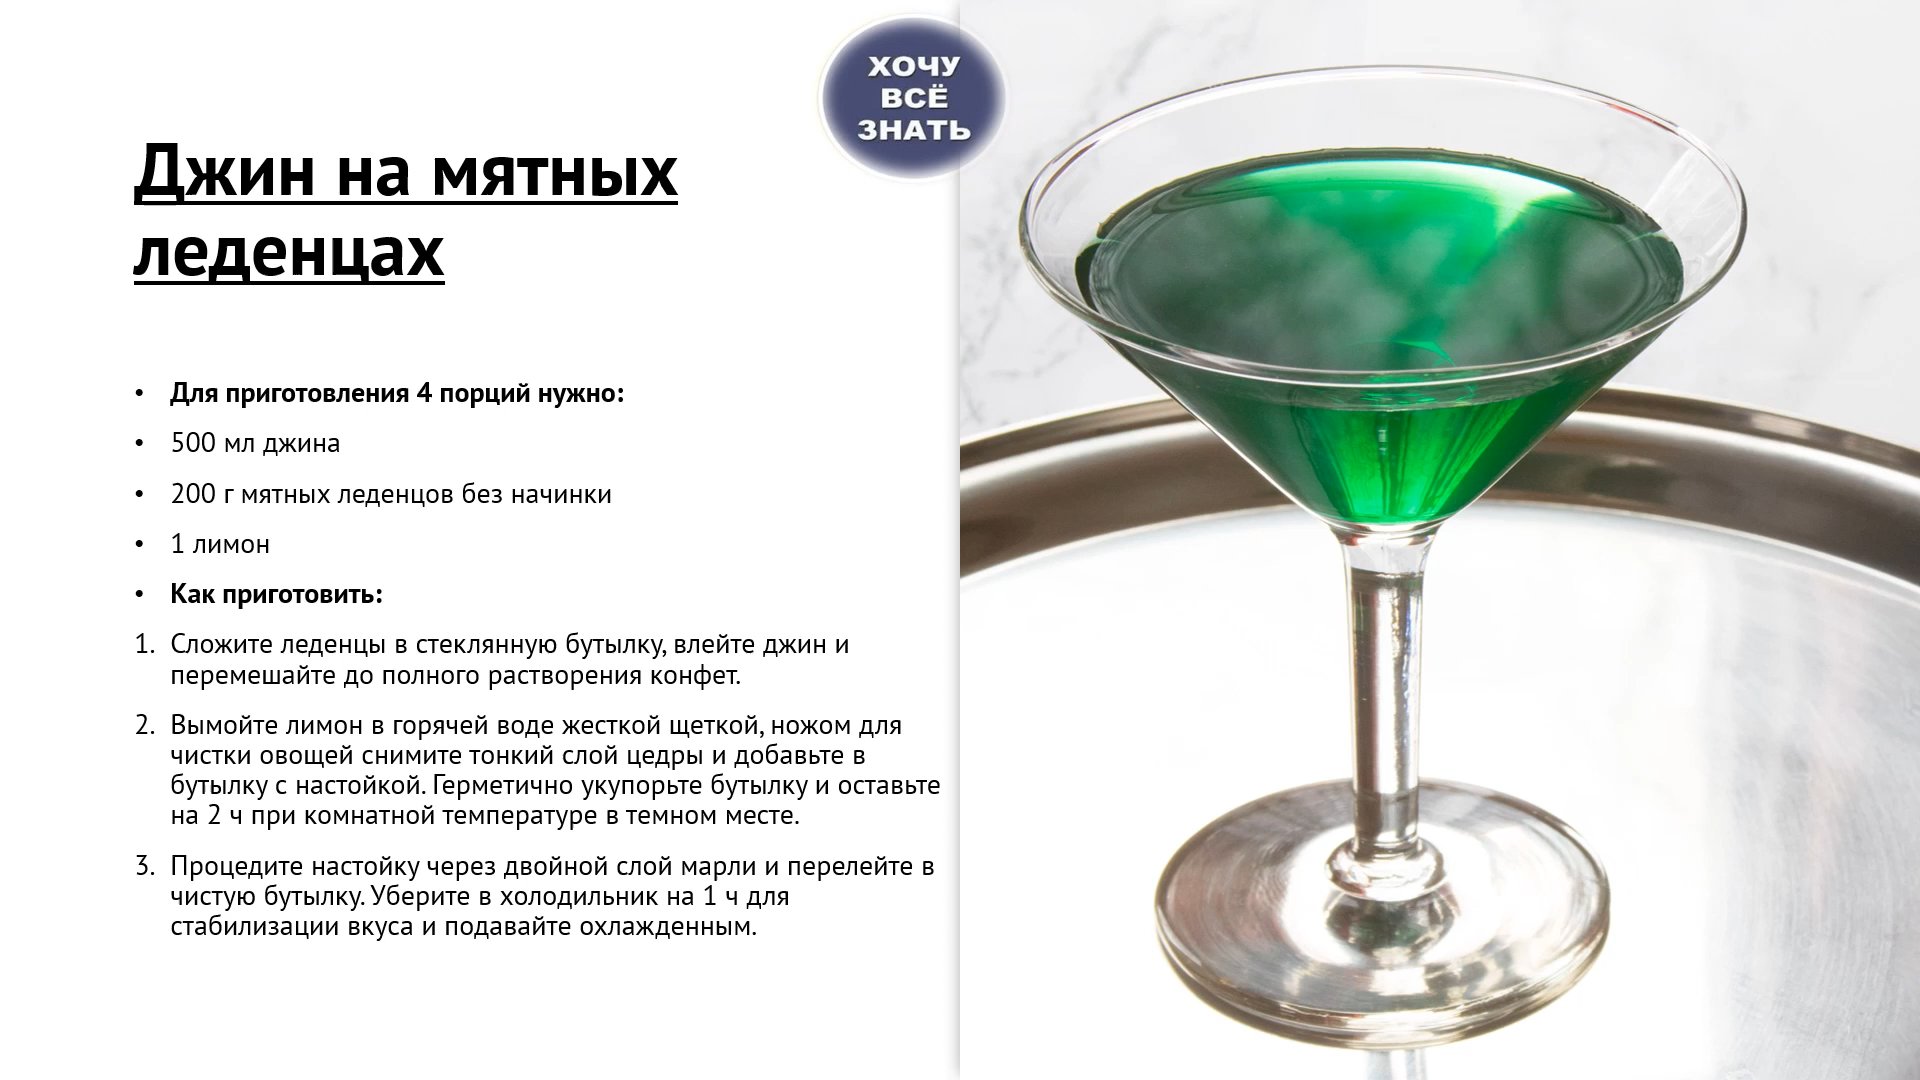 ХОЧУ
ВСЁ
ЗНАТЬ
Джин на мятных
леденцах
• Для приготовления 4 порций нужно:
• 500 мл джина
• 200 г мятных леденцов без начинки
• 1 лимон
• Как приготовить:
1. Сложите леденцы в стеклянную бутылку, влейте джин и
перемешайте до полного растворения конфет.
2. Вымойте лимон в горячей воде жесткой щеткой, ножом для
чистки овощей снимите тонкий слой цедры и добавьте в
бутылку с настойкой. Герметично укупорьте бутылку и оставьте
на 2 ч при комнатной температуре в темном месте.
3. Процедите настойку через двойной слой марли и перелейте в
чистую бутылку. Уберите в холодильник на 1 ч для
стабилизации вкуса и подавайте охлажденным.